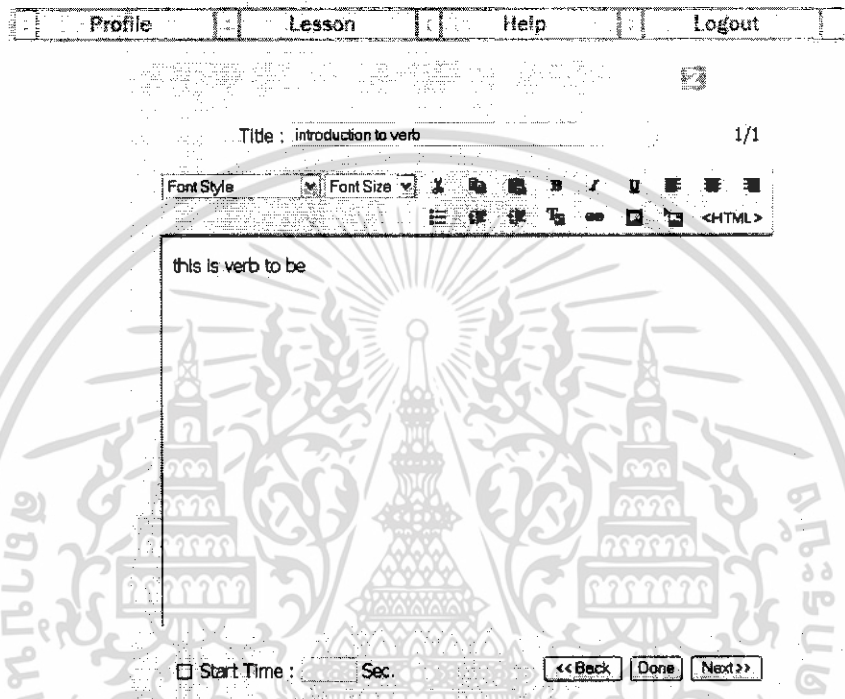 Profile Lesson Help Logout
Title : introduction to verb 1/1
Font Style Font Size B I U
<HTML>
this is verb to be
Start Time : Sec. <<Back Done Next>>